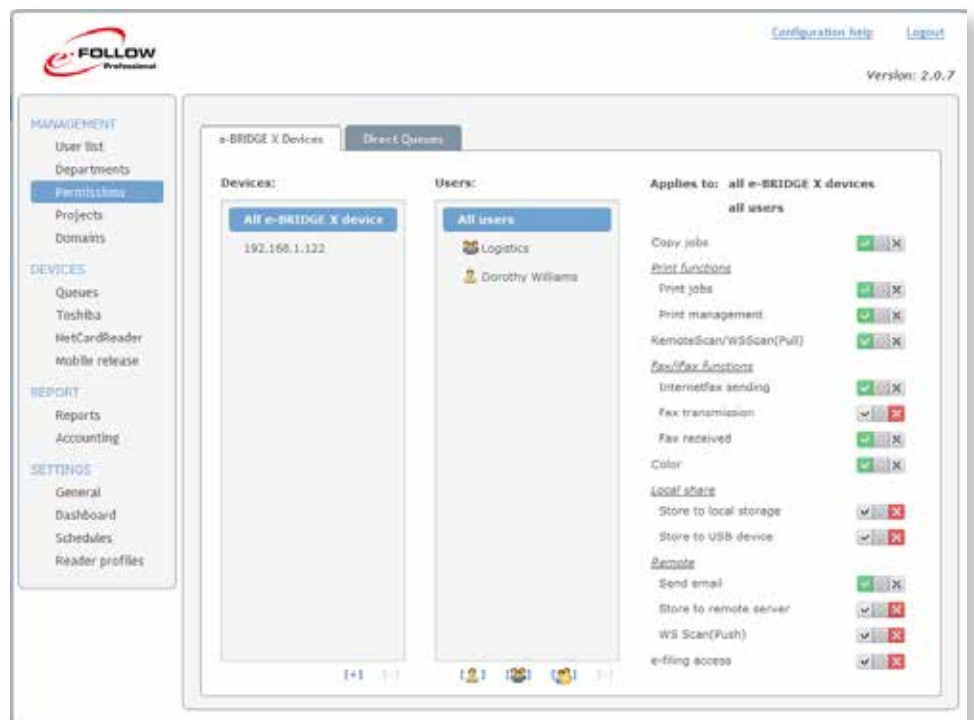 e-FOLLOW
Professional
Configuration help
Logout
Version: 2.0.7
MANAGEMENT
User list
Departments
Permissions
Projects
Domains
DEVICES
Queues
Toshiba
NetCardReader
Mobile release
REPORT
Reports
Accounting
SETTINGS
General
Dashboard
Schedules
Reader profiles
e-BRIDGE X Devices
Direct Queues
Devices:
All e-BRIDGE X device
192.168.1.122
[+] [-]
Users:
All users
Logistics
Dorothy Williams
Applies to: all e-BRIDGE X devices
all users
Copy jobs
Print functions
Print jobs
Print management
RemoteScan/WSScan(Pull)
Fax/iFax functions
Internetfax sending
Fax transmission
Fax received
Color
Local share
Store to local storage
Store to USB device
Remote
Send email
Store to remote server
WS Scan(Push)
e-filing access